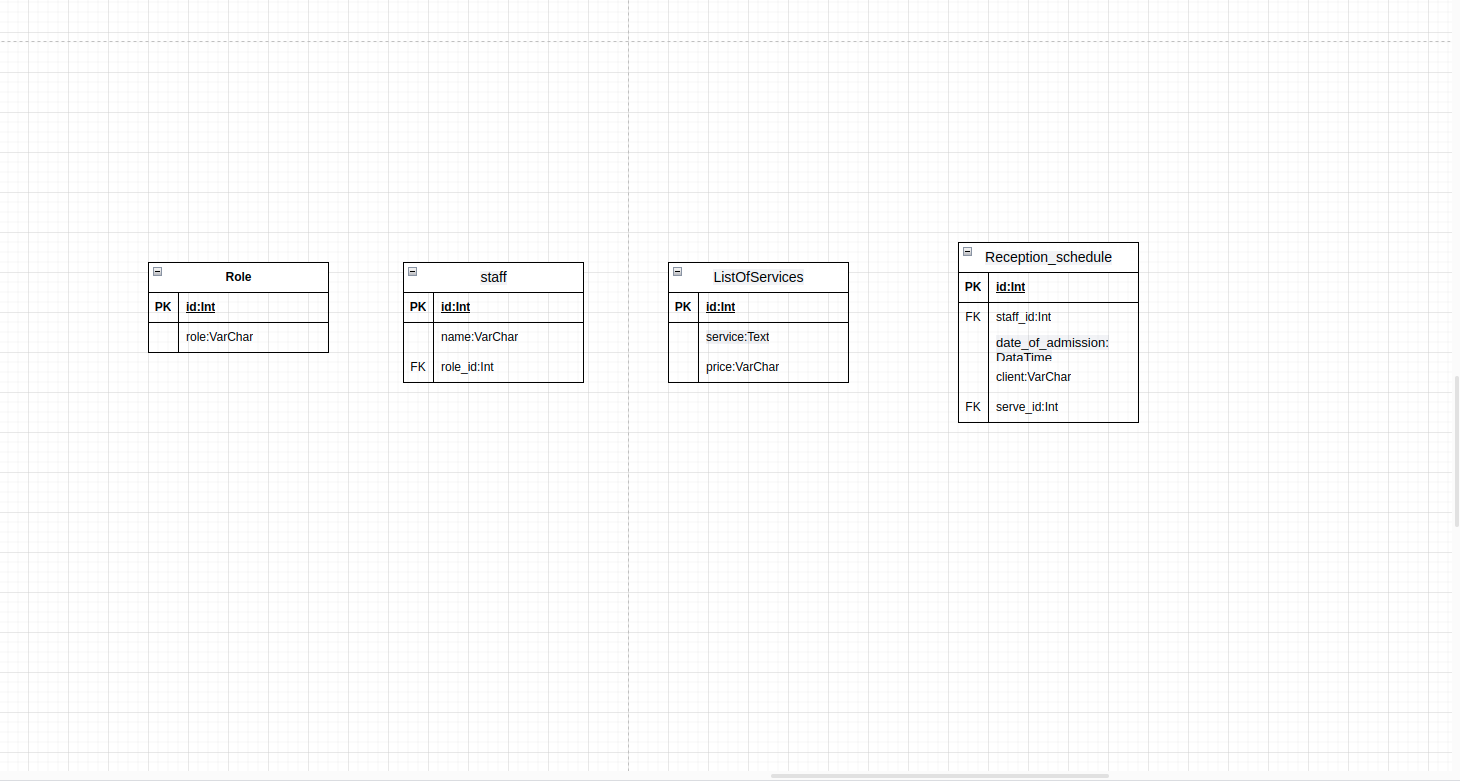 Role
PK id:Int
role:VarChar
staff
PK id:Int
name:VarChar
FK role_id:Int
ListOfServices
PK id:Int
service:Text
price:VarChar
Reception_schedule
PK id:Int
FK staff_id:Int
date_of_admission:
DataTime
client:VarChar
FK serve_id:Int